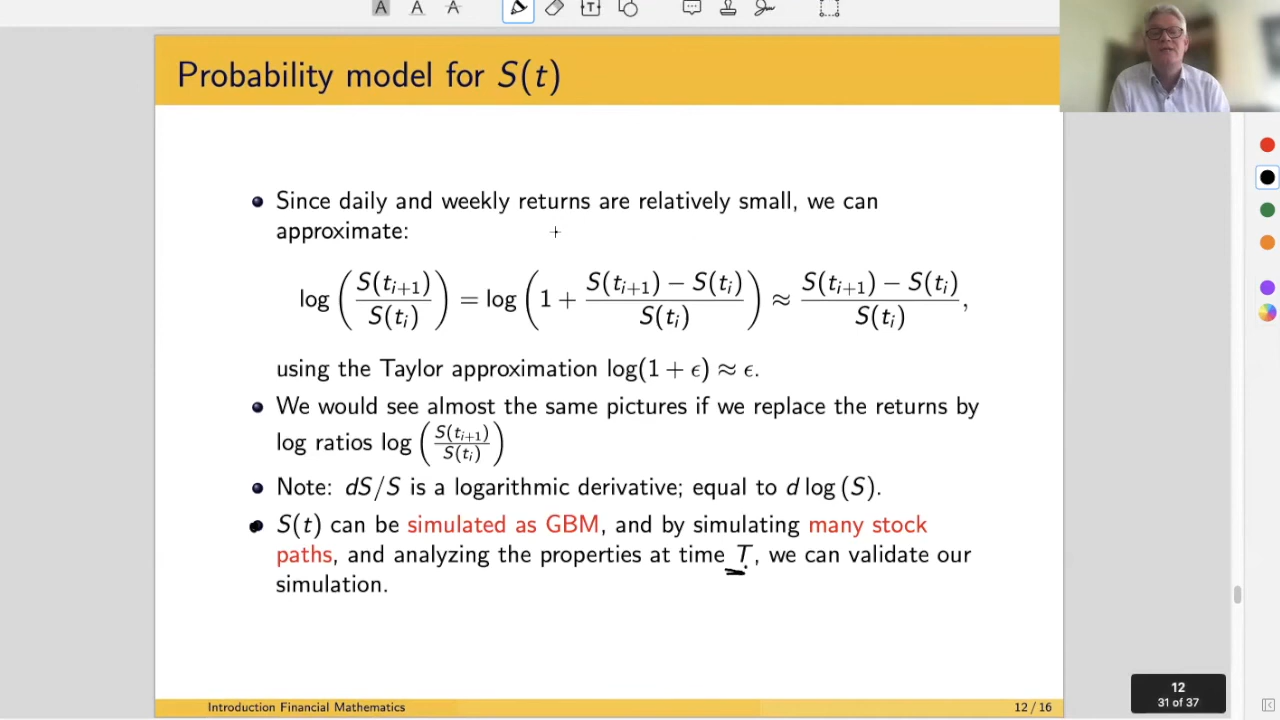 Probability model for S(t)
Since daily and weekly returns are relatively small, we can
approximate:
log (S(t_{i+1}) / S(t_i)) = log (1 + (S(t_{i+1}) − S(t_i)) / S(t_i)) ≈ (S(t_{i+1}) − S(t_i)) / S(t_i),
using the Taylor approximation log(1 + ϵ) ≈ ϵ.
We would see almost the same pictures if we replace the returns by
log ratios log (S(t_{i+1}) / S(t_i))
Note: dS/S is a logarithmic derivative; equal to d log (S).
S(t) can be simulated as GBM, and by simulating many stock
paths, and analyzing the properties at time T, we can validate our
simulation.
Introduction Financial Mathematics
12 / 16
12
31 of 37